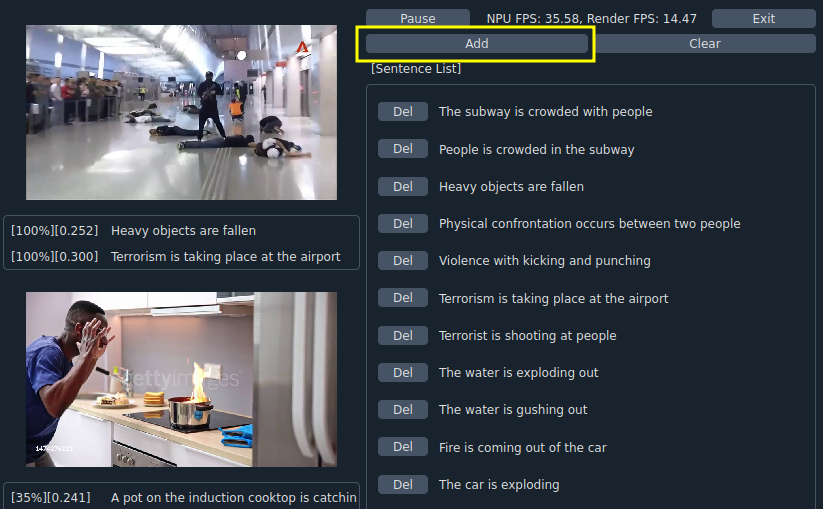 Pause
NPU FPS: 35.58, Render FPS: 14.47
Exit
Add
Clear
[Sentence List]
Del The subway is crowded with people
Del People is crowded in the subway
Del Heavy objects are fallen
Del Physical confrontation occurs between two people
Del Violence with kicking and punching
Del Terrorism is taking place at the airport
Del Terrorist is shooting at people
Del The water is exploding out
Del The water is gushing out
Del Fire is coming out of the car
Del The car is exploding
[100%][0.252] Heavy objects are fallen
[100%][0.300] Terrorism is taking place at the airport
gettyimages
[35%][0.241] A pot on the induction cooktop is catchin